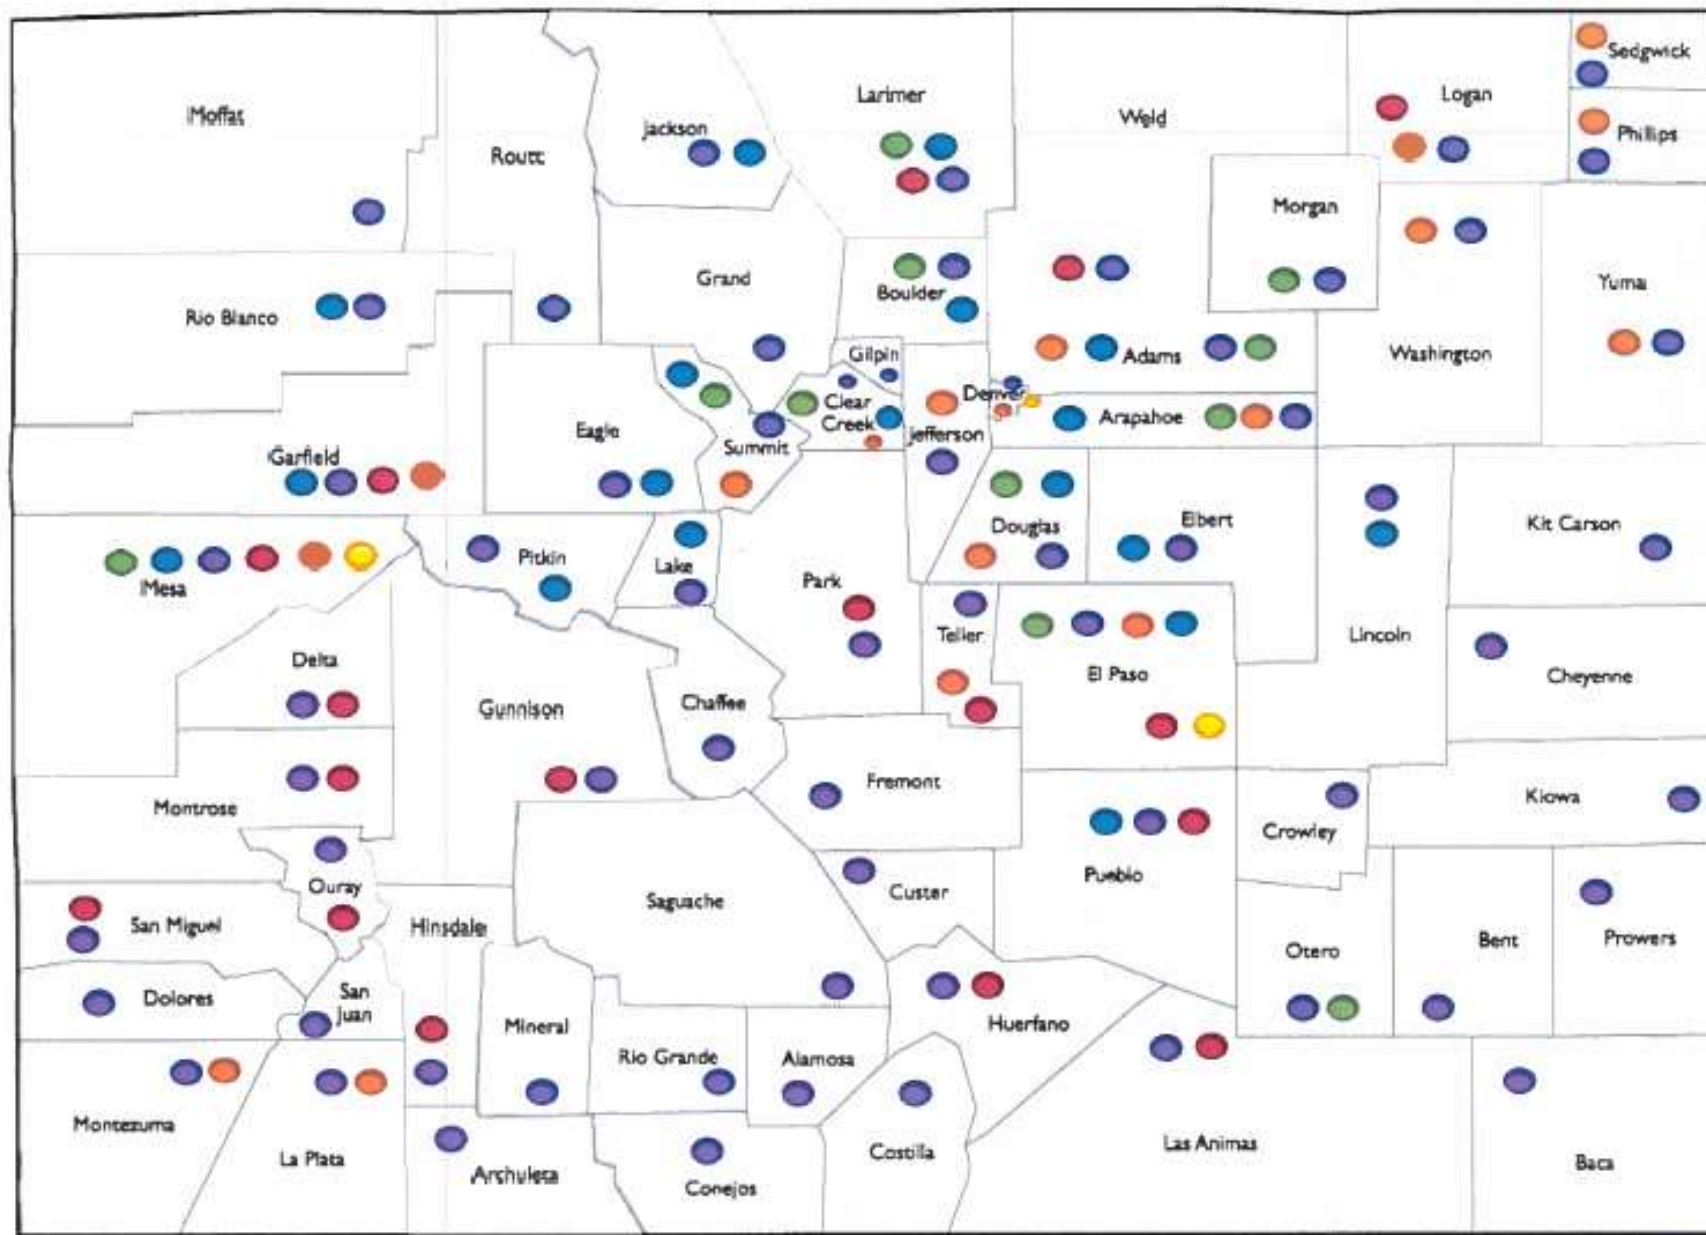 Moffat
Routt
Jackson
Larimer
Weld
Logan
Sedgwick
Phillips
Morgan
Rio Blanco
Grand
Boulder
Yuma
Washington
Gilpin
Adams
Denver
Clear
Creek
Arapahoe
Garfield
Eagle
Summit
Jefferson
Douglas
Elbert
Kit Carson
Mesa
Pitkin
Lake
Park
Teller
Lincoln
Delta
Gunnison
Chaffee
El Paso
Cheyenne
Montrose
Fremont
Crowley
Kiowa
Ouray
Saguache
Custer
Pueblo
San Miguel
Hinsdale
Otero
Bent
Prowers
Dolores
San
Juan
Mineral
Rio Grande
Alamosa
Huerfano
Montezuma
La Plata
Archuleta
Conejos
Costilla
Las Animas
Baca